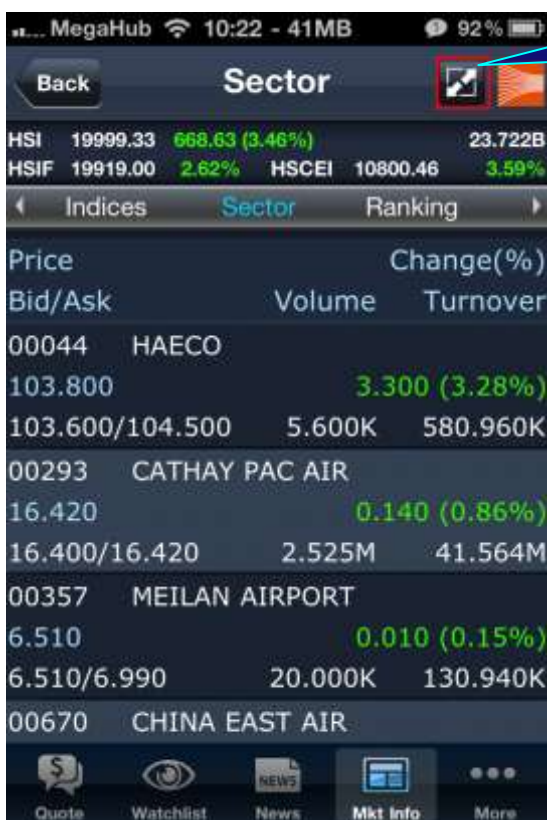 MegaHub 10:22 - 41MB 92%
Back Sector
HSI 19999.33 668.63 (3.46%) 23.722B
HSIF 19919.00 2.62% HSCEI 10800.46 3.59%
Indices Sector Ranking
Price Change(%)
Bid/Ask Volume Turnover
00044 HAECO
103.800 3.300 (3.28%)
103.600/104.500 5.600K 580.960K
00293 CATHAY PAC AIR
16.420 0.140 (0.86%)
16.400/16.420 2.525M 41.564M
00357 MEILAN AIRPORT
6.510 0.010 (0.15%)
6.510/6.990 20.000K 130.940K
00670 CHINA EAST AIR
NEWS
Quote Watchlist News Mkt Info More